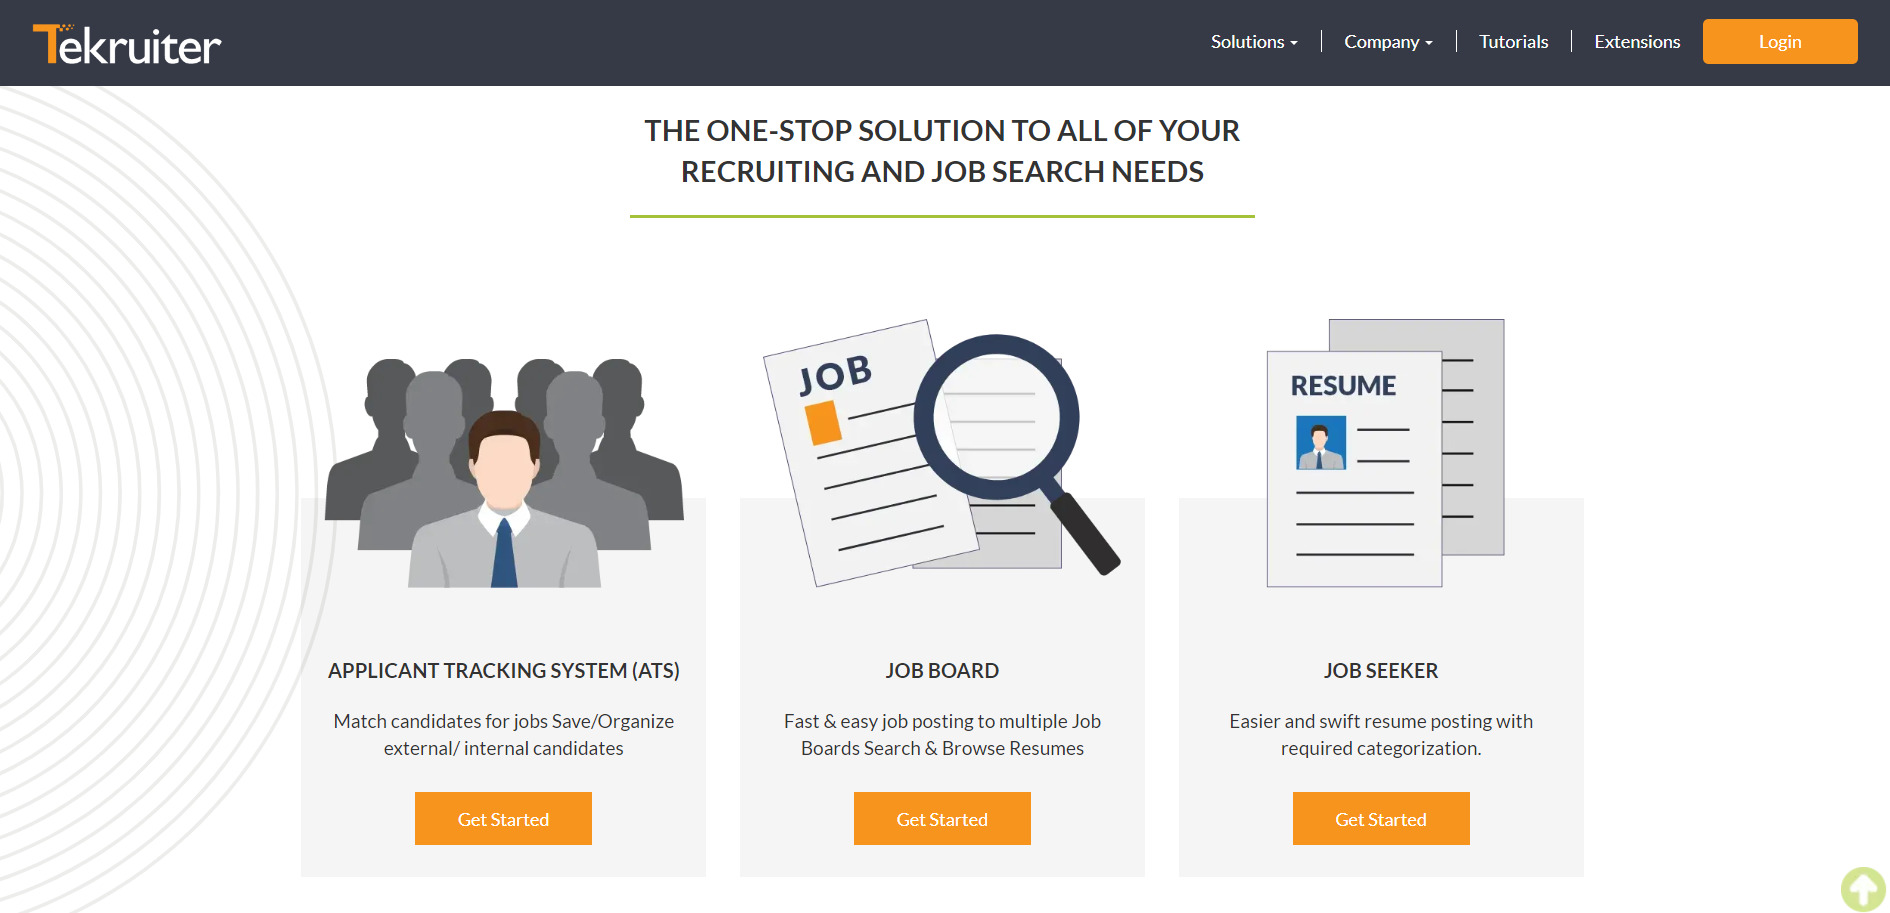 Tekruiter
Solutions
Company
Tutorials
Extensions
Login
THE ONE-STOP SOLUTION TO ALL OF YOUR
RECRUITING AND JOB SEARCH NEEDS
JOB
RESUME
APPLICANT TRACKING SYSTEM (ATS)
Match candidates for jobs Save/Organize
external/ internal candidates
Get Started
JOB BOARD
Fast & easy job posting to multiple Job
Boards Search & Browse Resumes
Get Started
JOB SEEKER
Easier and swift resume posting with
required categorization.
Get Started